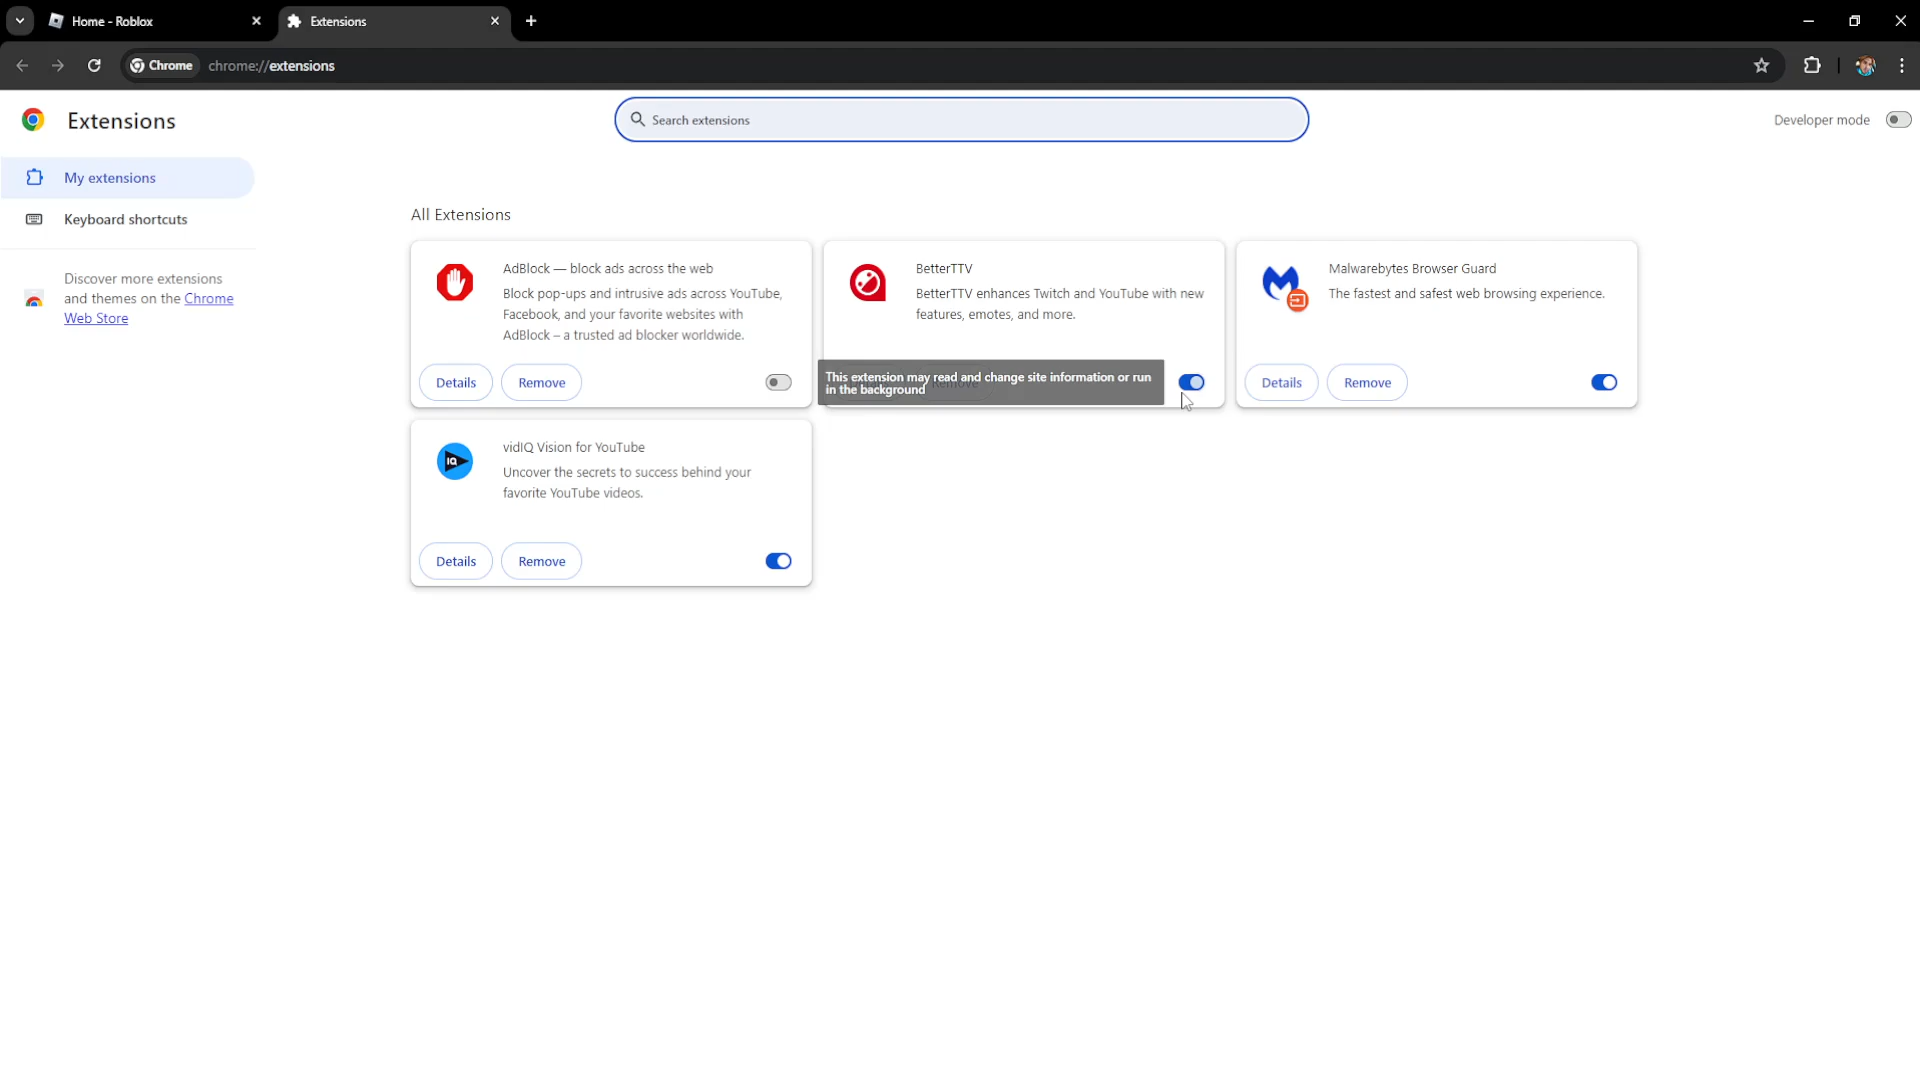 Home - Roblox
Extensions
Chrome
chrome://extensions
Extensions
Search extensions
Developer mode
My extensions
Keyboard shortcuts
Discover more extensions
and themes on the Chrome
Web Store
All Extensions
AdBlock — block ads across the web
Block pop-ups and intrusive ads across YouTube,
Facebook, and your favorite websites with
AdBlock – a trusted ad blocker worldwide.
Details
Remove
BetterTTV
BetterTTV enhances Twitch and YouTube with new
features, emotes, and more.
Remove
This extension may read and change site information or run
in the background
Malwarebytes Browser Guard
The fastest and safest web browsing experience.
Details
Remove
IQ
vidIQ Vision for YouTube
Uncover the secrets to success behind your
favorite YouTube videos.
Details
Remove